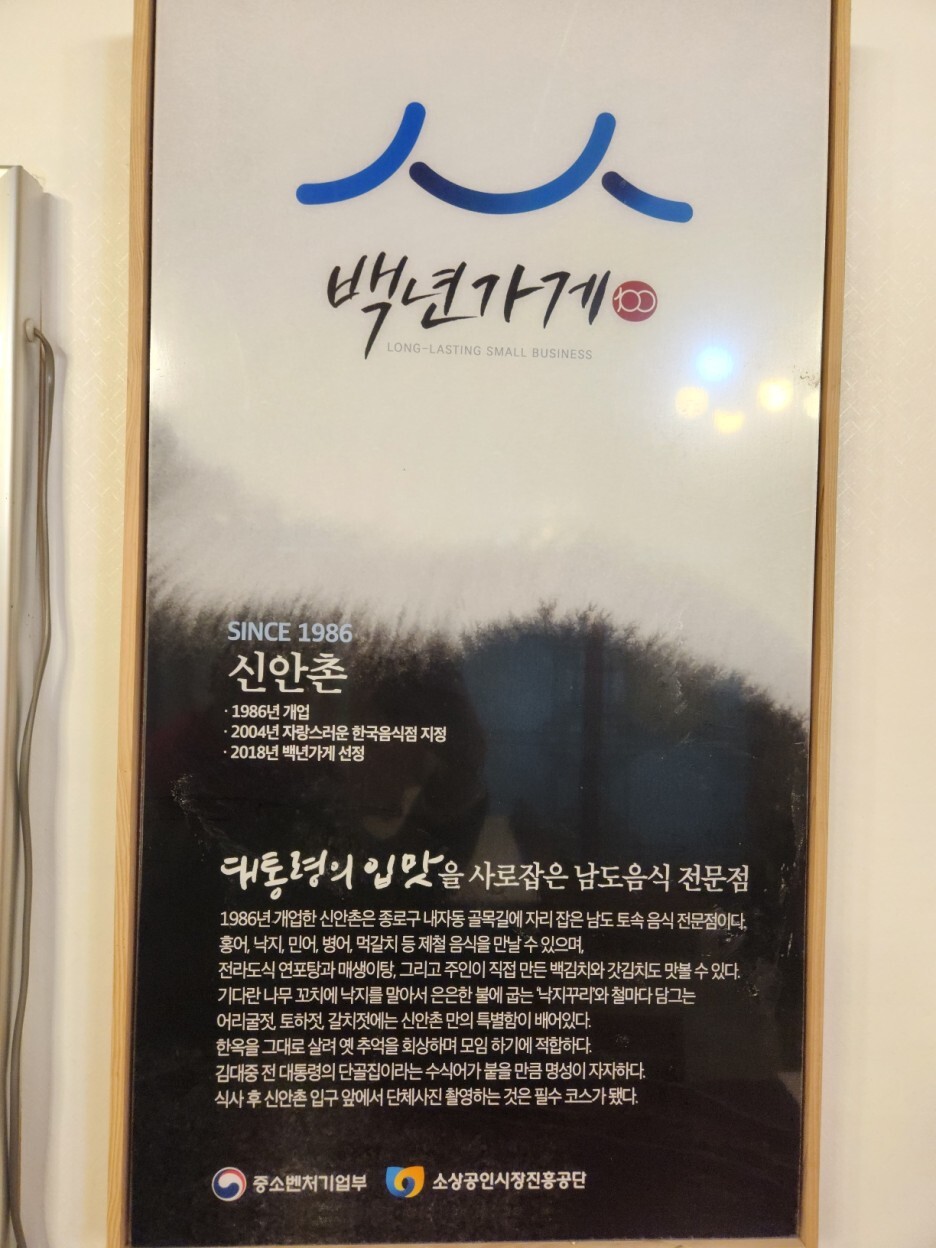 백년가게 100
LONG-LASTING SMALL BUSINESS
SINCE 1986
신안촌
· 1986년 개업
· 2004년 자랑스러운 한국음식점 지정
· 2018년 백년가게 선정
대통령의 입맛을 사로잡은 남도음식 전문점
1986년 개업한 신안촌은 종로구 내자동 골목길에 자리 잡은 남도 토속 음식 전문점이다.
홍어, 낙지, 민어, 병어, 먹갈치 등 제철 음식을 만날 수 있으며,
전라도식 연포탕과 매생이탕, 그리고 주인이 직접 만든 백김치와 갓김치도 맛볼 수 있다.
기다란 나무 꼬치에 낙지를 말아서 은은한 불에 굽는 '낙지꾸리'와 철마다 담그는
어리굴젓, 토하젓, 갈치젓에는 신안촌 만의 특별함이 배어있다.
한옥을 그대로 살려 옛 추억을 회상하며 모임 하기에 적합하다.
김대중 전 대통령의 단골집이라는 수식어가 붙을 만큼 명성이 자자하다.
식사 후 신안촌 입구 앞에서 단체사진 촬영하는 것은 필수 코스가 됐다.
중소벤처기업부 소상공인시장진흥공단